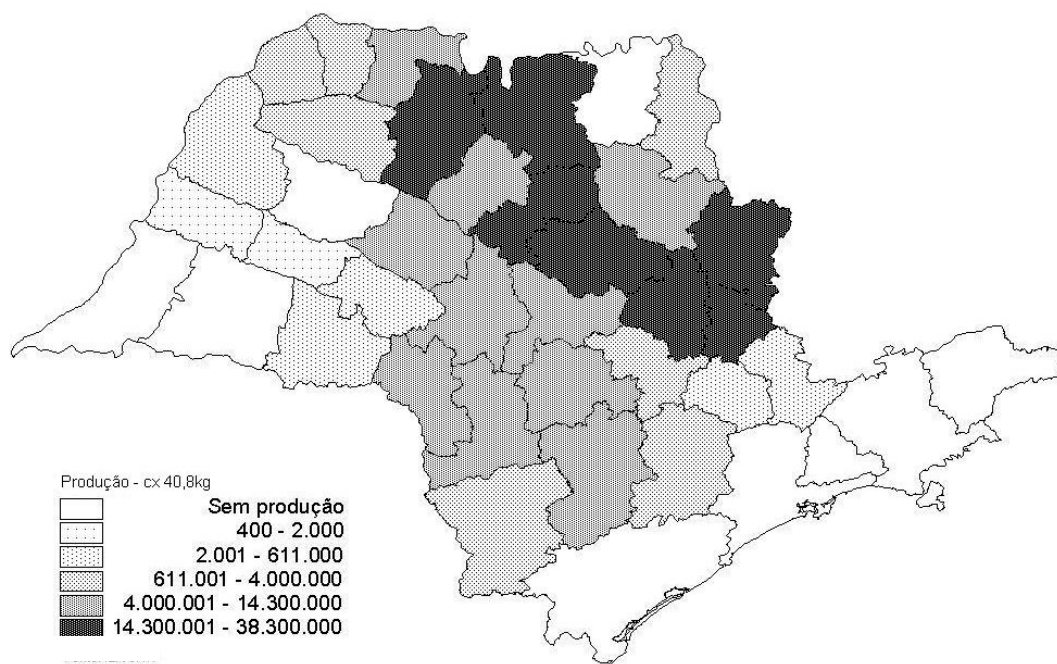 Produção - cx 40,8kg
Sem produção
400 - 2.000
2.001 - 611.000
611.001 - 4.000.000
4.000.001 - 14.300.000
14.300.001 - 38.300.000